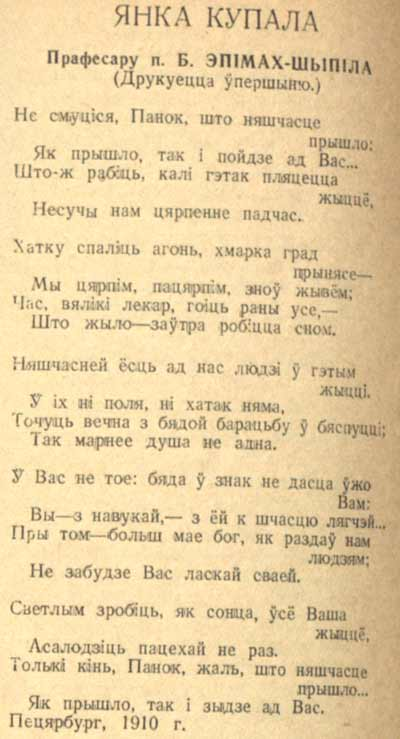 ЯНКА КУПАЛА
Прафесару п. Б. ЭПІМАХ-ШЫПІЛА
(Друкуецца ўпершыню.)
Не смуціся, Панок, што няшчасце
прышло:
Як прышло, так і пойдзе ад Вас...
Што-ж рабіць, калі гэтак пляцецца
жыццё,
Несучы нам цярпенне падчас.
Хатку спаліць агонь, хмарка град
прынясе—
Мы цярпім, пацярпім, зноў жывём;
Час, вялікі лекар, гоіць раны усе,—
Што жыло—заўтра робіцца сном.
Няшчасней ёсць ад нас людзі ў гэтым
жыцці.
Ў іх ні поля, ні хатак няма,
Точуць вечна з бядой барацьбу ў бяспуцці;
Так марнее душа не адна.
Ў Вас не тое: бяда ў знак не дасца ўжо
Вам:
Вы—з навукай,— з ёй к шчасцю лягчэй...
Пры том—больш мае бог, як раздаў нам
людзям;
Не забудзе Вас ласкай сваей.
Светлым зробіць, як сонца, ўсё Ваша
жыццё,
Асалодзіць пацехай не раз.
Толькі кінь, Панок, жаль, што няшчасце
прышло...
Як прышло, так і зыдзе ад Вас.
Пецярбург, 1910 г.